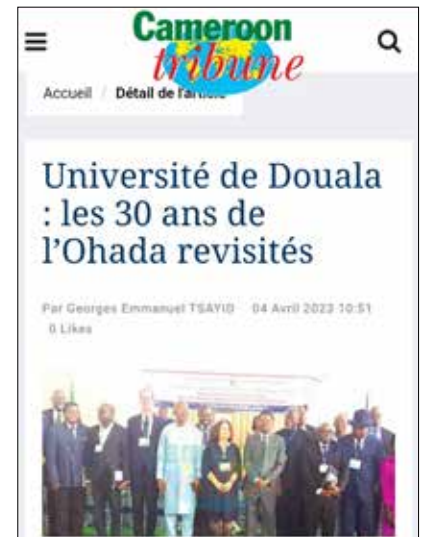 Cameroon
tribune
Accueil / Détail de l'article
Université de Douala
: les 30 ans de
l'Ohada revisités
Par Georges Emmanuel TSAYID 04 Avril 2023 10:51
0 Likes